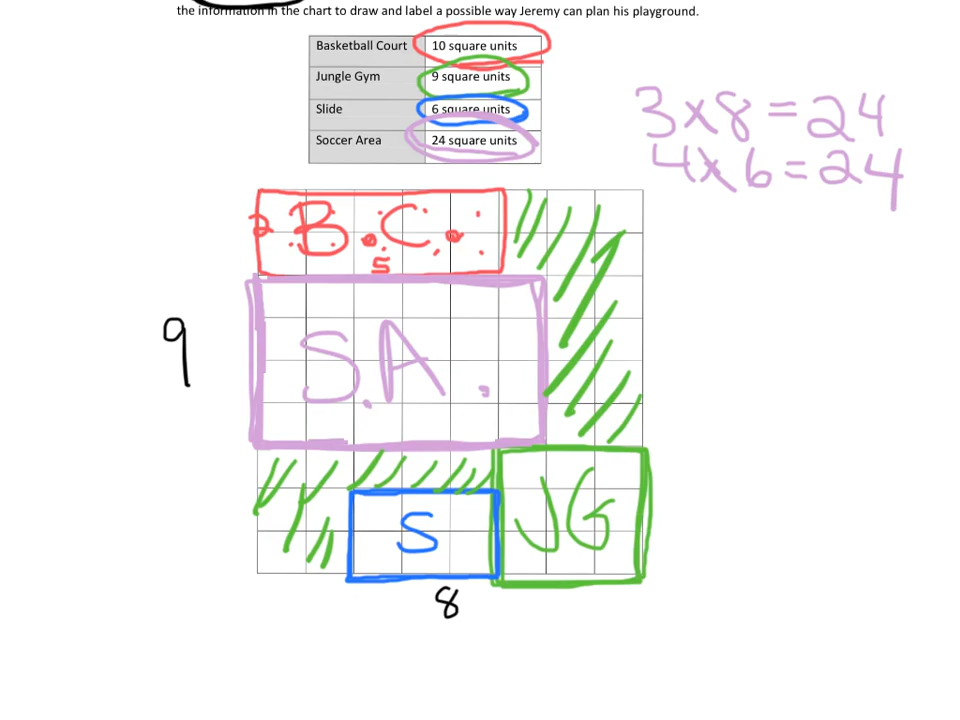 the information in the chart to draw and label a possible way Jeremy can plan his playground.
Basketball Court 10 square units
Jungle Gym 9 square units
Slide 6 square units
Soccer Area 24 square units
3x8=24
4x6=24
2 B.C.
5
9
S.A.
S
JG
8